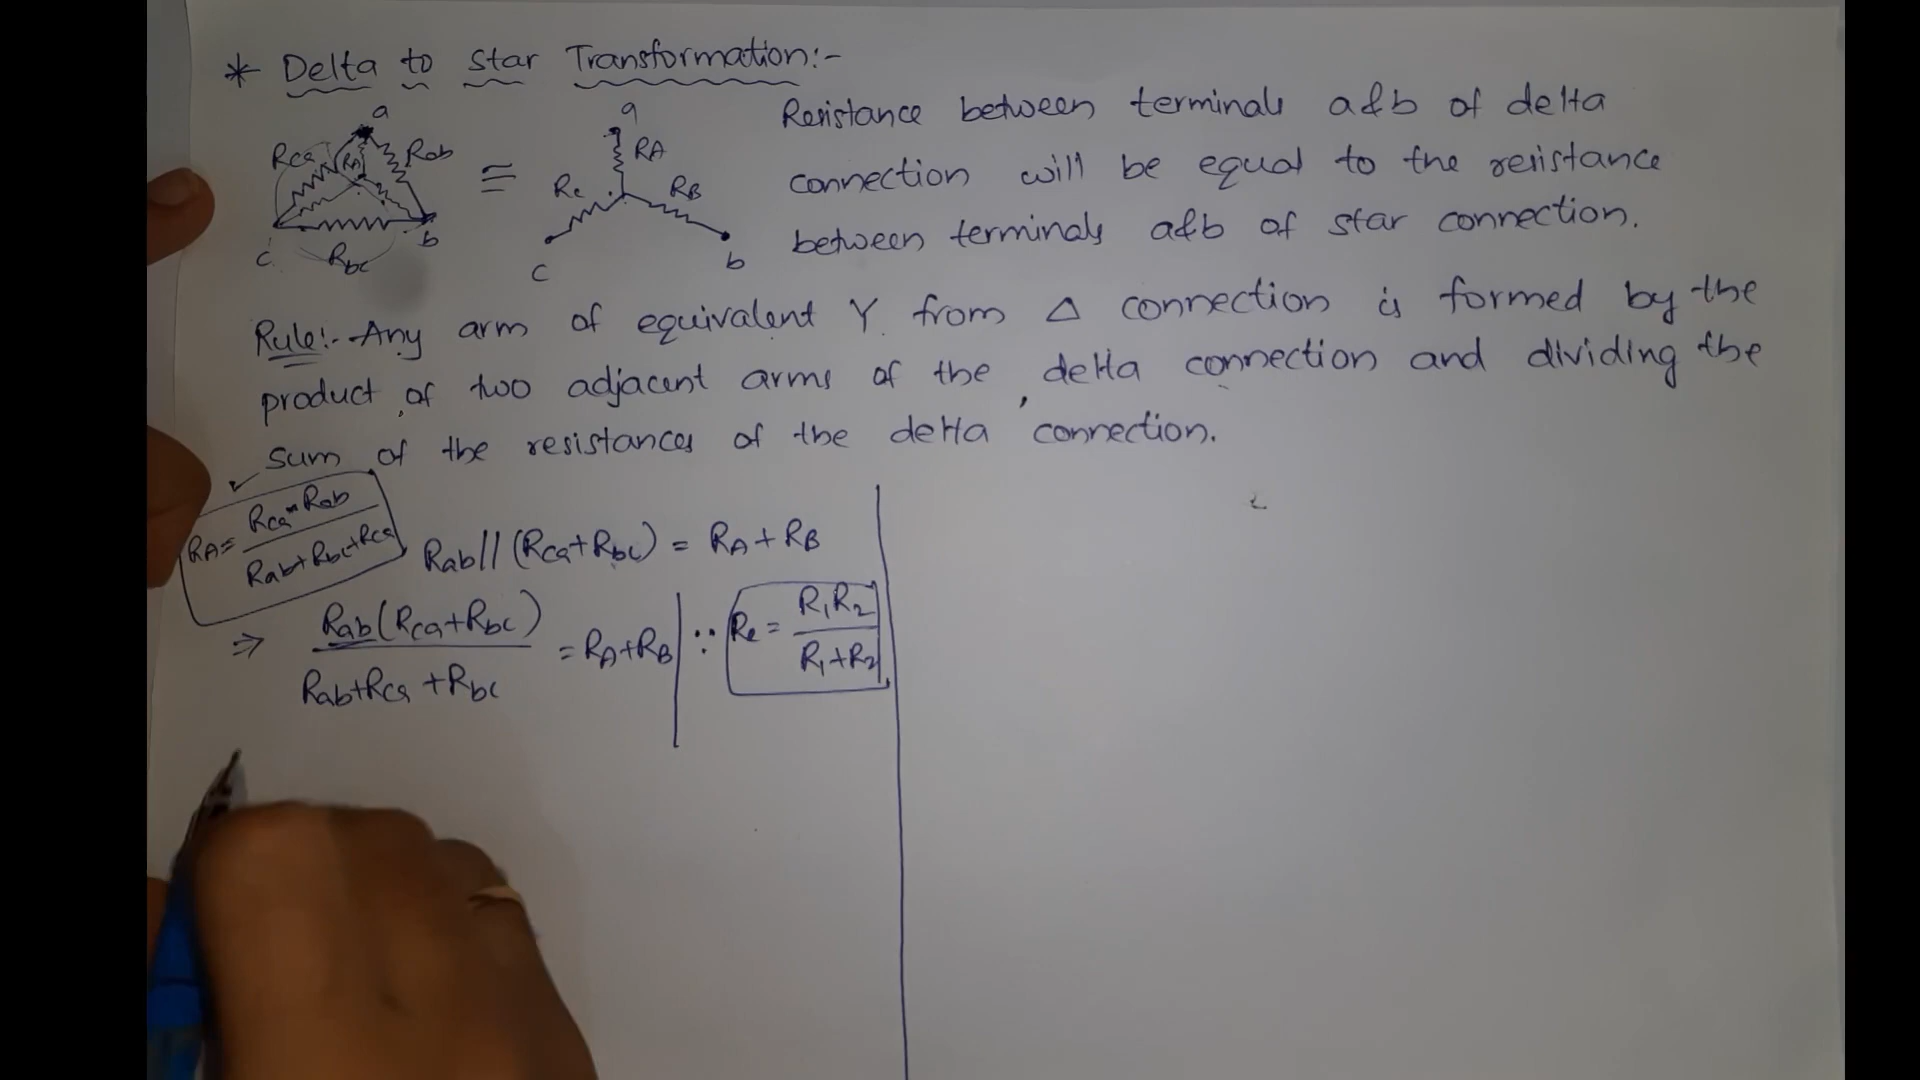 * Delta to Star Transformation:-
a
Rca RA Rab
c Rbc b
≡
a
RA
Rc RB
c b
Resistance between terminals a&b of delta
connection will be equal to the resistance
between terminals a&b of star connection.
Rule:- Any arm of equivalent Y from Δ connection is formed by the
product of two adjacent arms of the delta connection and dividing the
sum of the resistances of the delta connection.
RA = Rca * Rab / Rab+Rbc+Rca
Rab//(Rca+Rbc) = RA+RB
⇒ Rab(Rca+Rbc) / Rab+Rca+Rbc = RA+RB | ∵ Re = R1R2 / R1+R2